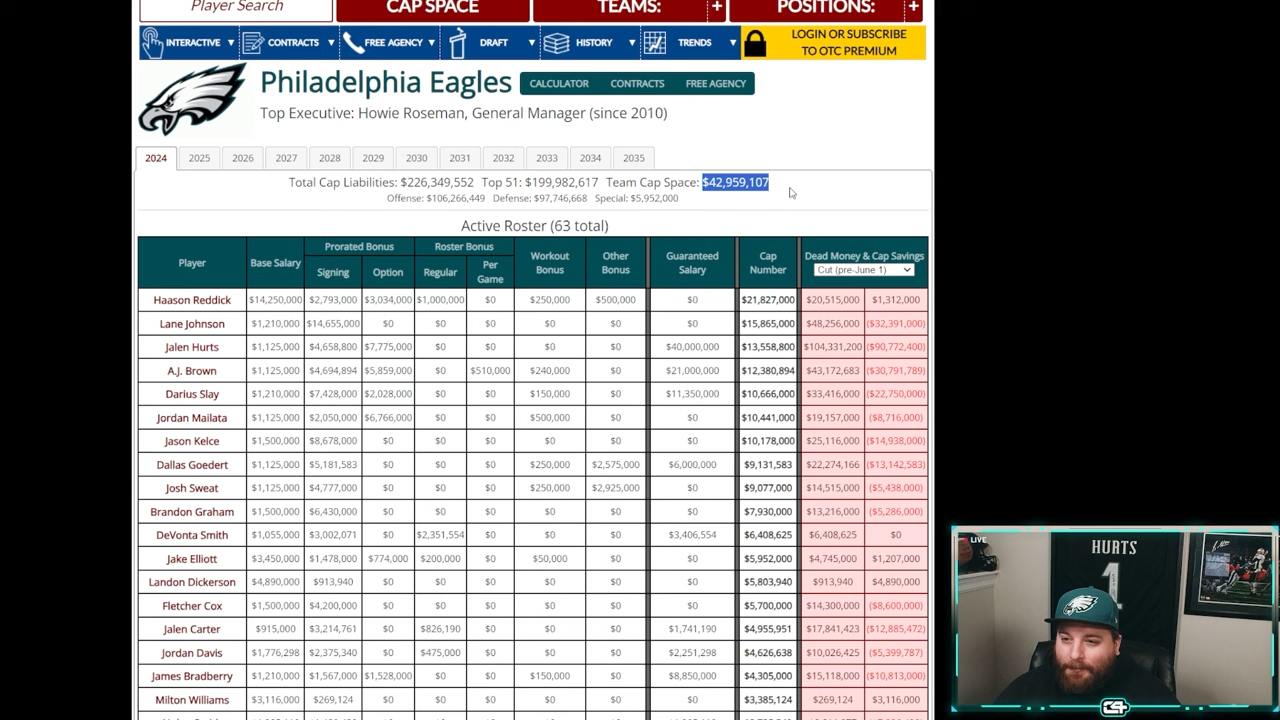 Player Search CAP SPACE TEAMS: + POSITIONS: +
INTERACTIVE ▼ CONTRACTS ▼ FREE AGENCY ▼ DRAFT ▼ HISTORY ▼ TRENDS ▼ LOGIN OR SUBSCRIBE
TO OTC PREMIUM
Philadelphia Eagles CALCULATOR CONTRACTS FREE AGENCY
Top Executive: Howie Roseman, General Manager (since 2010)
2024 2025 2026 2027 2028 2029 2030 2031 2032 2033 2034 2035
Total Cap Liabilities: $226,349,552 Top 51: $199,982,617 Team Cap Space: $42,959,107
Offense: $106,266,449 Defense: $97,746,668 Special: $5,952,000
Active Roster (63 total)
Player Base Salary Prorated Bonus Roster Bonus Workout Bonus Other Bonus Guaranteed Salary Cap Number Dead Money & Cap Savings
Signing Option Regular Per Game Cut (pre-June 1)
Haason Reddick $14,250,000 $2,793,000 $3,034,000 $1,000,000 $0 $250,000 $500,000 $0 $21,827,000 $20,515,000 $1,312,000
Lane Johnson $1,210,000 $14,655,000 $0 $0 $0 $0 $0 $0 $15,865,000 $48,256,000 ($32,391,000)
Jalen Hurts $1,125,000 $4,658,800 $7,775,000 $0 $0 $0 $0 $40,000,000 $13,558,800 $104,331,200 ($90,772,400)
A.J. Brown $1,125,000 $4,694,894 $5,859,000 $0 $510,000 $240,000 $0 $21,000,000 $12,380,894 $43,172,683 ($30,791,789)
Darius Slay $1,210,000 $7,428,000 $2,028,000 $0 $0 $150,000 $0 $11,350,000 $10,666,000 $33,416,000 ($22,750,000)
Jordan Mailata $1,125,000 $2,050,000 $6,766,000 $0 $0 $500,000 $0 $0 $10,441,000 $19,157,000 ($8,716,000)
Jason Kelce $1,500,000 $8,678,000 $0 $0 $0 $0 $0 $0 $10,178,000 $25,116,000 ($14,938,000)
Dallas Goedert $1,125,000 $5,181,583 $0 $0 $0 $250,000 $2,575,000 $6,000,000 $9,131,583 $22,274,166 ($13,142,583)
Josh Sweat $1,125,000 $4,777,000 $0 $0 $0 $250,000 $2,925,000 $0 $9,077,000 $14,515,000 ($5,438,000)
Brandon Graham $1,500,000 $6,430,000 $0 $0 $0 $0 $0 $0 $7,930,000 $13,216,000 ($5,286,000)
DeVonta Smith $1,055,000 $3,002,071 $0 $2,351,554 $0 $0 $0 $3,406,554 $6,408,625 $6,408,625 $0
Jake Elliott $3,450,000 $1,478,000 $774,000 $200,000 $0 $50,000 $0 $0 $5,952,000 $4,745,000 $1,207,000
Landon Dickerson $4,890,000 $913,940 $0 $0 $0 $0 $0 $0 $5,803,940 $913,940 $4,890,000
Fletcher Cox $1,500,000 $4,200,000 $0 $0 $0 $0 $0 $0 $5,700,000 $14,300,000 ($8,600,000)
Jalen Carter $915,000 $3,214,761 $0 $826,190 $0 $0 $0 $1,741,190 $4,955,951 $17,841,423 ($12,885,472)
Jordan Davis $1,776,298 $2,375,340 $0 $475,000 $0 $0 $0 $2,251,298 $4,626,638 $10,026,425 ($5,399,787)
James Bradberry $1,210,000 $1,567,000 $1,528,000 $0 $0 $150,000 $0 $8,850,000 $4,305,000 $15,118,000 ($10,813,000)
Milton Williams $3,116,000 $269,124 $0 $0 $0 $0 $0 $0 $3,385,124 $269,124 $3,116,000
LIVE
HURTS
1